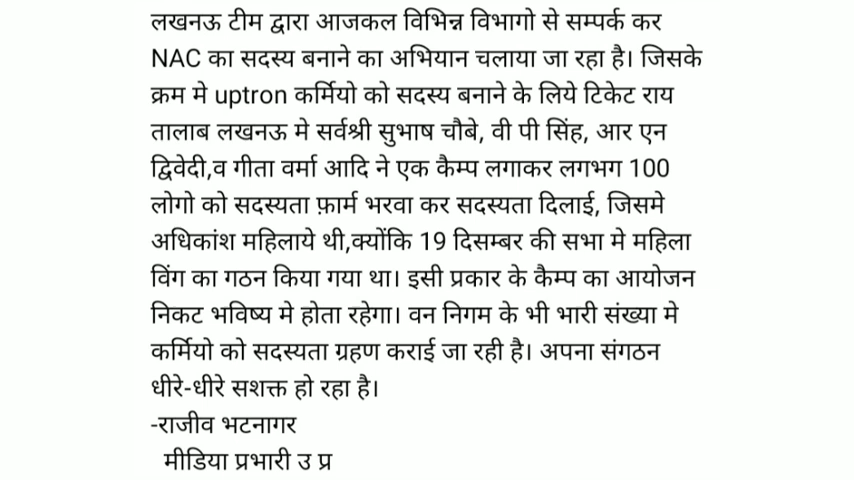 लखनऊ टीम द्वारा आजकल विभिन्न विभागो से सम्पर्क कर
NAC का सदस्य बनाने का अभियान चलाया जा रहा है। जिसके
क्रम मे uptron कर्मियो को सदस्य बनाने के लिये टिकेट राय
तालाब लखनऊ मे सर्वश्री सुभाष चौबे, वी पी सिंह, आर एन
द्विवेदी,व गीता वर्मा आदि ने एक कैम्प लगाकर लगभग 100
लोगो को सदस्यता फ़ार्म भरवा कर सदस्यता दिलाई, जिसमे
अधिकांश महिलाये थी,क्योंकि 19 दिसम्बर की सभा मे महिला
विंग का गठन किया गया था। इसी प्रकार के कैम्प का आयोजन
निकट भविष्य मे होता रहेगा। वन निगम के भी भारी संख्या मे
कर्मियो को सदस्यता ग्रहण कराई जा रही है। अपना संगठन
धीरे-धीरे सशक्त हो रहा है।
-राजीव भटनागर
मीडिया प्रभारी उ प्र